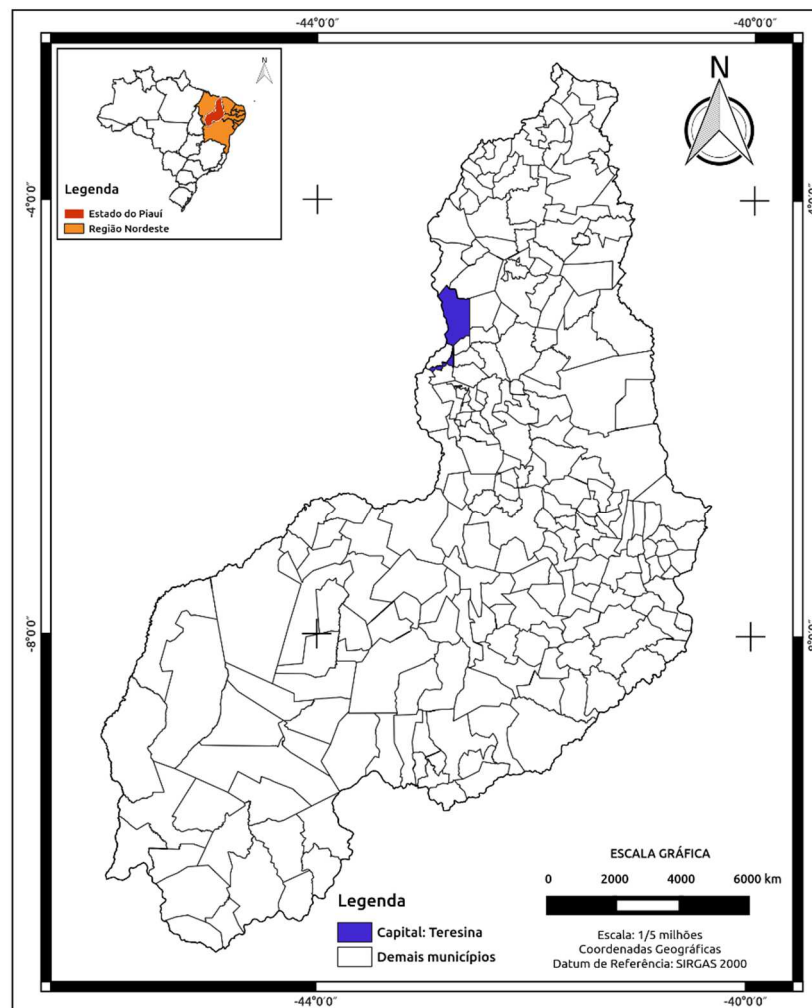 -44°0'0"
-40°0'0"
N
Legenda
Estado do Piauí
Região Nordeste
N
-4°0'0"
-4°0'0"
-8°0'0"
-8°0'0"
ESCALA GRÁFICA
0 2000 4000 6000 km
Legenda
Capital: Teresina
Demais municípios
Escala: 1/5 milhões
Coordenadas Geográficas
Datum de Referência: SIRGAS 2000
-44°0'0"
-40°0'0"